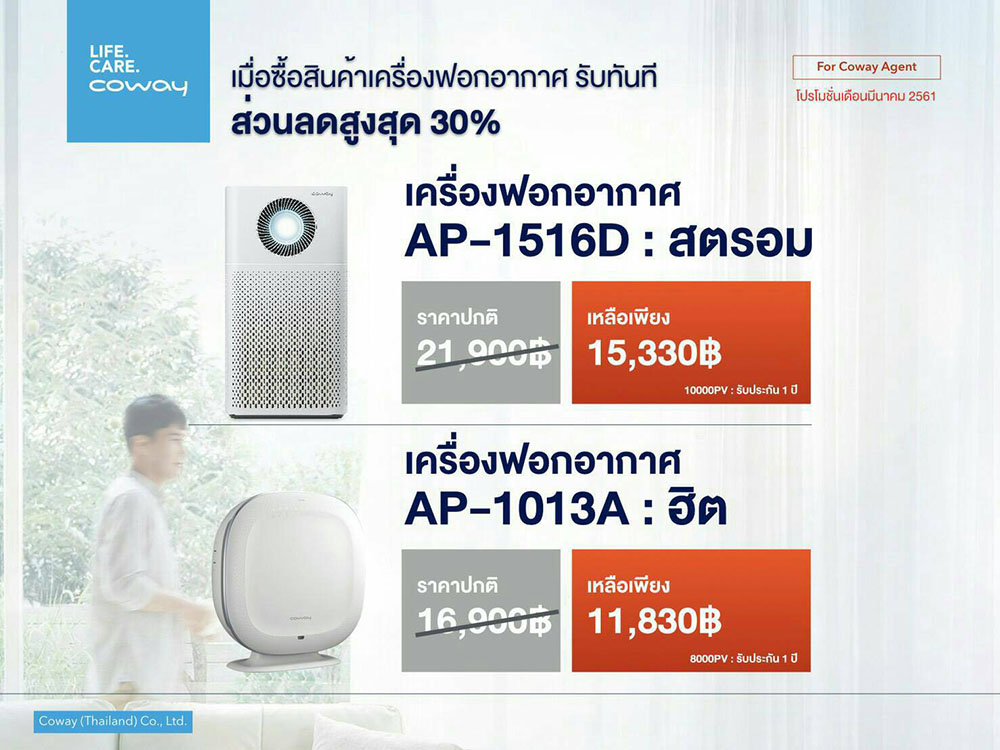 LIFE.
CARE.
coway
เมื่อซื้อสินค้าเครื่องฟอกอากาศ รับทันที
ส่วนลดสูงสุด 30%
For Coway Agent
โปรโมชั่นเดือนมีนาคม 2561
เครื่องฟอกอากาศ
AP-1516D : สตรอม
ราคาปกติ
21,900฿
เหลือเพียง
15,330฿
10000PV : รับประกัน 1 ปี
เครื่องฟอกอากาศ
AP-1013A : ฮิต
ราคาปกติ
16,900฿
เหลือเพียง
11,830฿
8000PV : รับประกัน 1 ปี
Coway (Thailand) Co., Ltd.